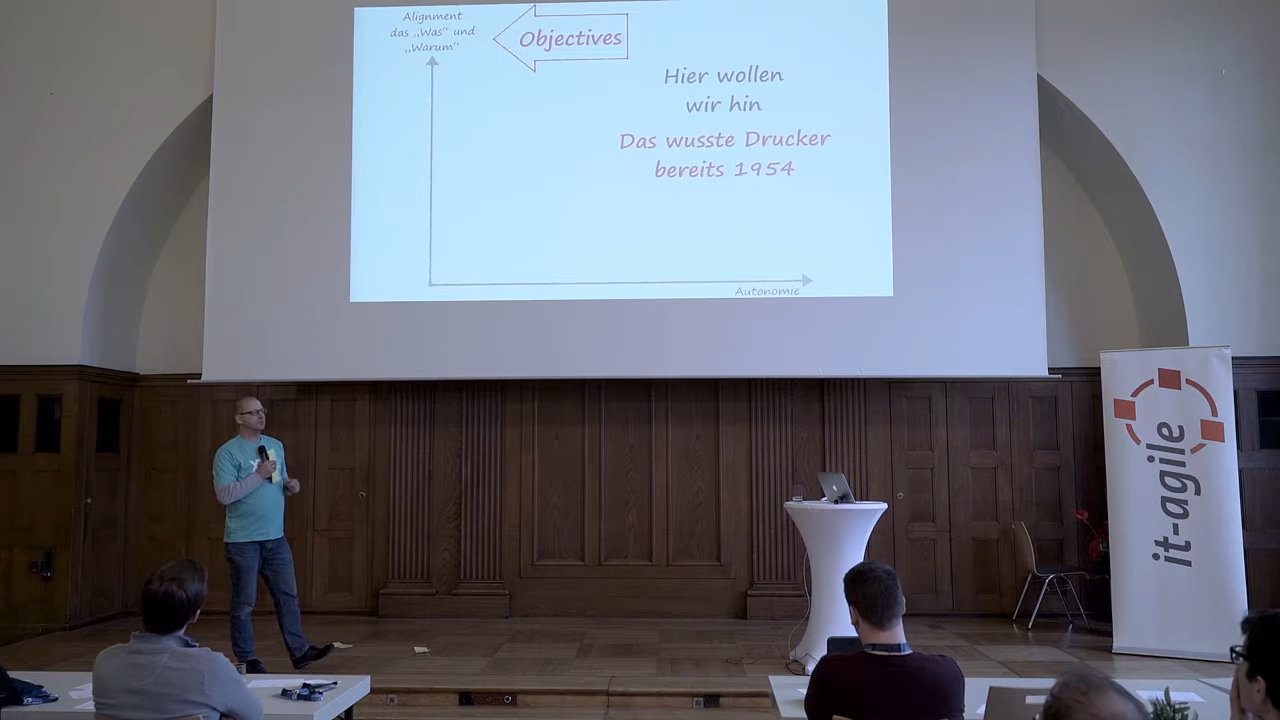 Alignment
das „Was“ und
„Warum“
Objectives
Hier wollen
wir hin
Das wusste Drucker
bereits 1954
Autonomie
it-agile